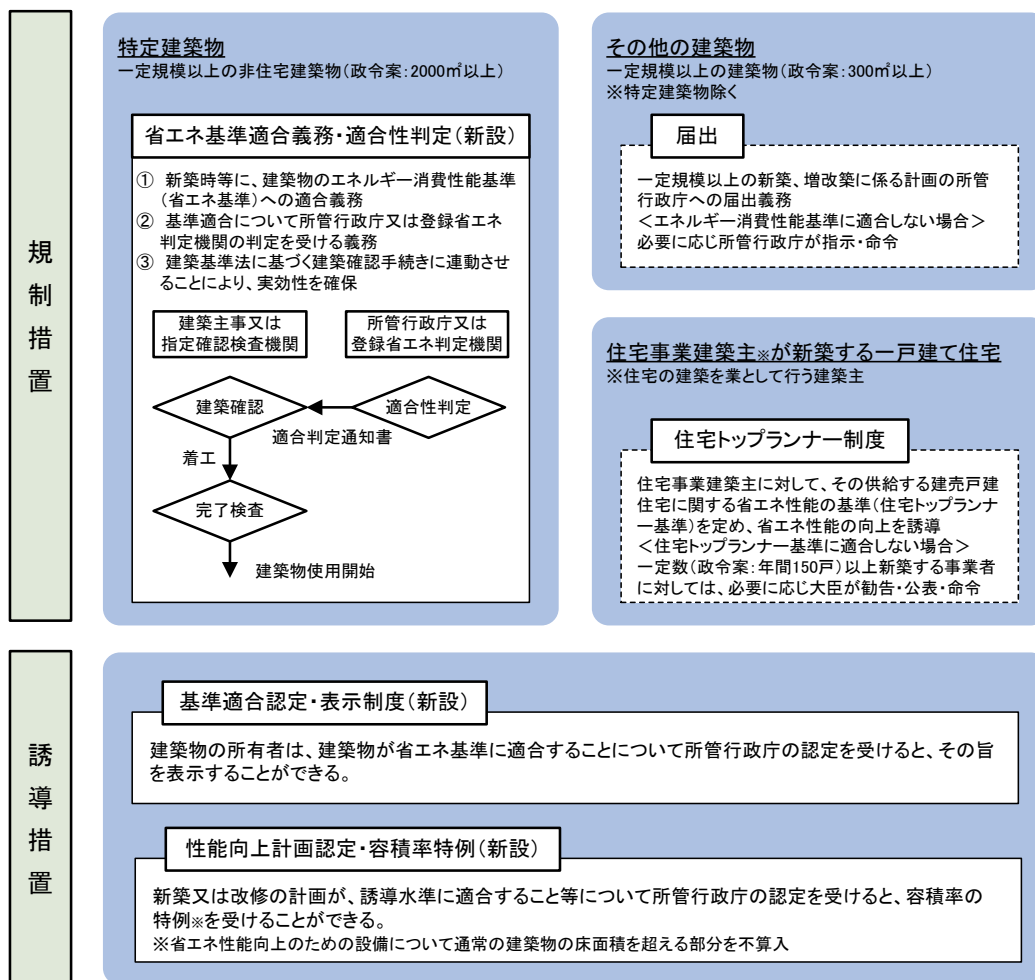 規制措置
特定建築物
一定規模以上の非住宅建築物(政令案:2000㎡以上)
省エネ基準適合義務・適合性判定(新設)
① 新築時等に、建築物のエネルギー消費性能基準
(省エネ基準)への適合義務
② 基準適合について所管行政庁又は登録省エネ
判定機関の判定を受ける義務
③ 建築基準法に基づく建築確認手続きに連動させ
ることにより、実効性を確保
建築主事又は
指定確認検査機関
所管行政庁又は
登録省エネ判定機関
建築確認
適合性判定
適合判定通知書
着工
完了検査
建築物使用開始
その他の建築物
一定規模以上の建築物(政令案:300㎡以上)
※特定建築物除く
届出
一定規模以上の新築、増改築に係る計画の所管
行政庁への届出義務
<エネルギー消費性能基準に適合しない場合>
必要に応じ所管行政庁が指示・命令
住宅事業建築主※が新築する一戸建て住宅
※住宅の建築を業として行う建築主
住宅トップランナー制度
住宅事業建築主に対して、その供給する建売戸建
住宅に関する省エネ性能の基準(住宅トップランナ
ー基準)を定め、省エネ性能の向上を誘導
<住宅トップランナー基準に適合しない場合>
一定数(政令案:年間150戸)以上新築する事業者
に対しては、必要に応じ大臣が勧告・公表・命令
誘導措置
基準適合認定・表示制度(新設)
建築物の所有者は、建築物が省エネ基準に適合することについて所管行政庁の認定を受けると、その旨
を表示することができる。
性能向上計画認定・容積率特例(新設)
新築又は改修の計画が、誘導水準に適合すること等について所管行政庁の認定を受けると、容積率の
特例※を受けることができる。
※省エネ性能向上のための設備について通常の建築物の床面積を超える部分を不算入